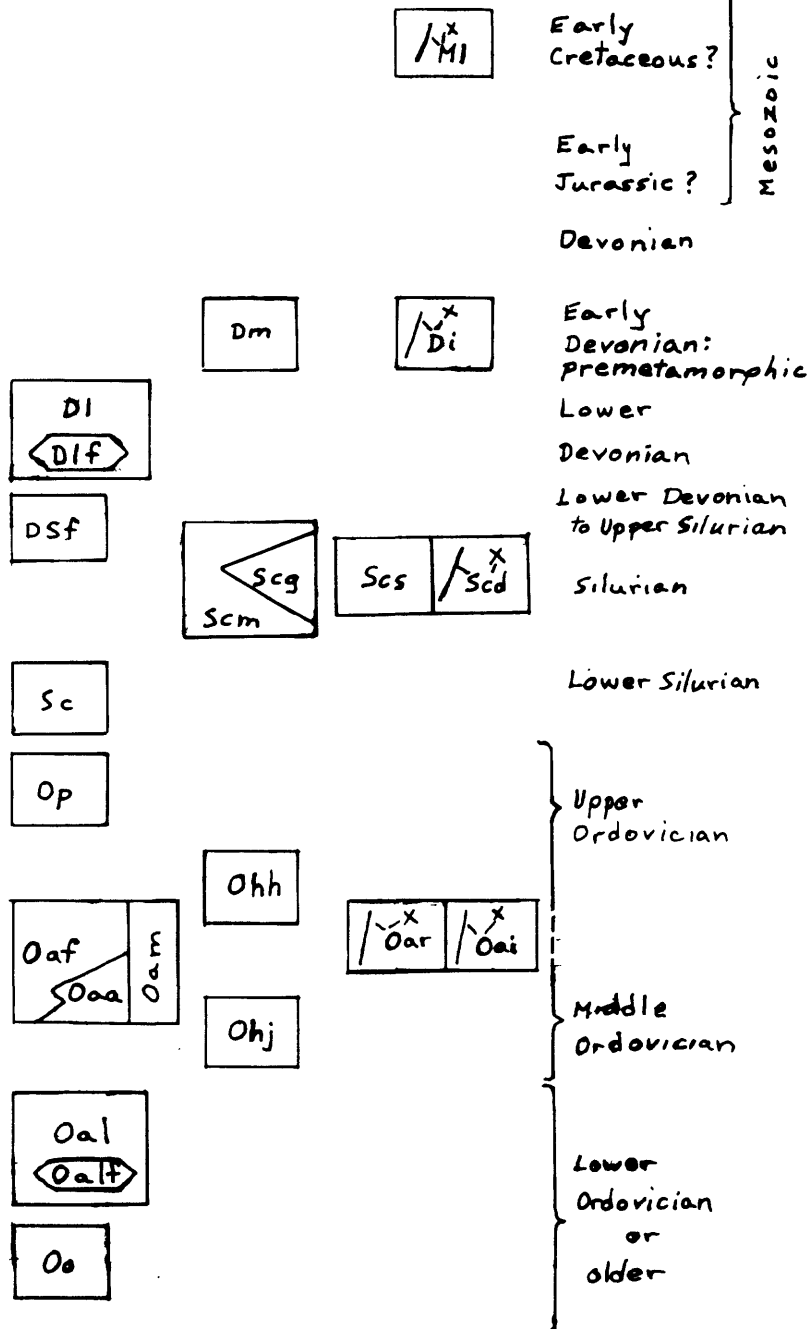 Ml
Early
Cretaceous?
Mesozoic
Early
Jurassic?
Devonian
Dm
Di
Early
Devonian:
premetamorphic
Dl
Dlf
Lower
Devonian
DSf
Lower Devonian
to Upper Silurian
Scg
Scm
Scs
Scd
Silurian
Sc
Lower Silurian
Op
Upper
Ordovician
Ohh
Oaf
Oaa
Oam
Oar
Oai
Ohj
Middle
Ordovician
Oal
Oalf
Lower
Ordovician
or
older
Oo